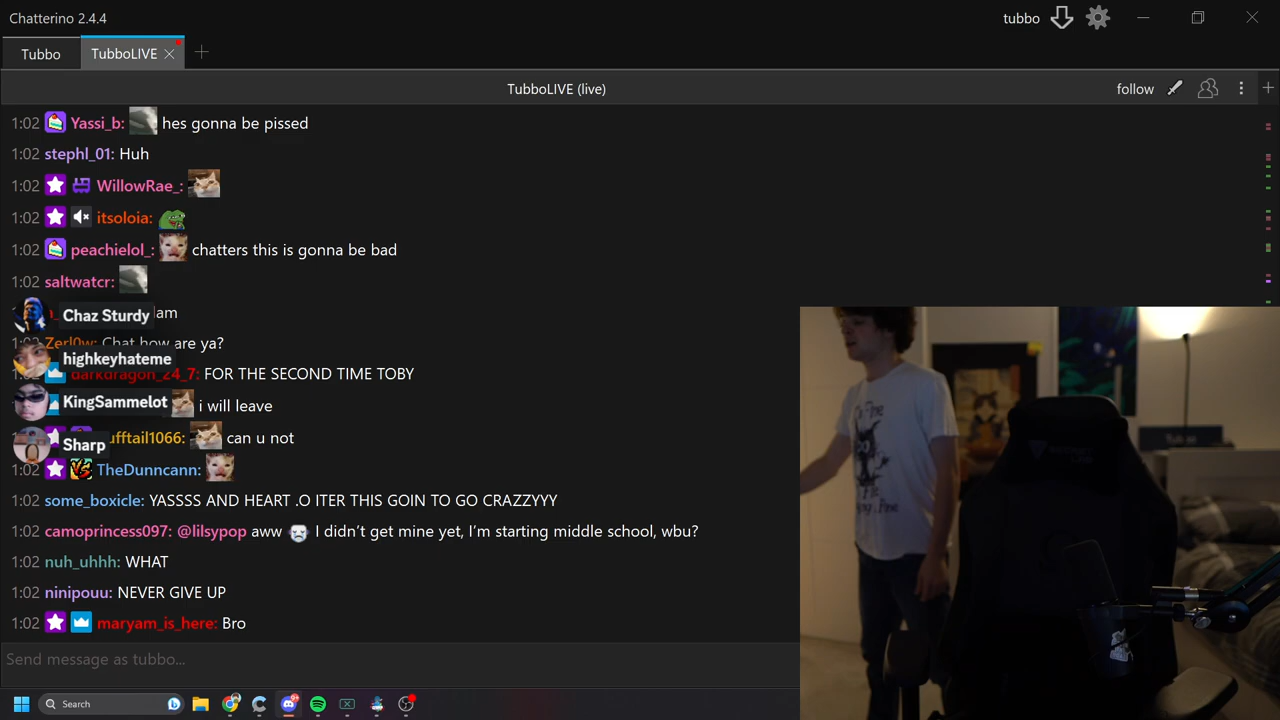 Chatterino 2.4.4
tubbo
Tubbo
TubboLIVE
TubboLIVE (live)
follow
1:02 Yassi_b: hes gonna be pissed
1:02 stephl_01: Huh
1:02 WillowRae_:
1:02 itsoloia:
1:02 peachielol_: chatters this is gonna be bad
1:02 saltwatcr:
Chaz Sturdy
lam
Zerl0w: Chat how are ya?
highkeyhateme
darkdragon_24_7: FOR THE SECOND TIME TOBY
KingSammelot i will leave
ufftail1066: can u not
Sharp
1:02 TheDunncann:
some_boxicle: YASSSS AND HEART .O ITER THIS GOIN TO GO CRAZZYYY
1:02 camoprincess097: @lilsypop aww I didn't get mine yet, I'm starting middle school, wbu?
1:02 nuh_uhhh: WHAT
1:02 ninipouu: NEVER GIVE UP
1:02 maryam_is_here: Bro
Send message as tubbo...
Search